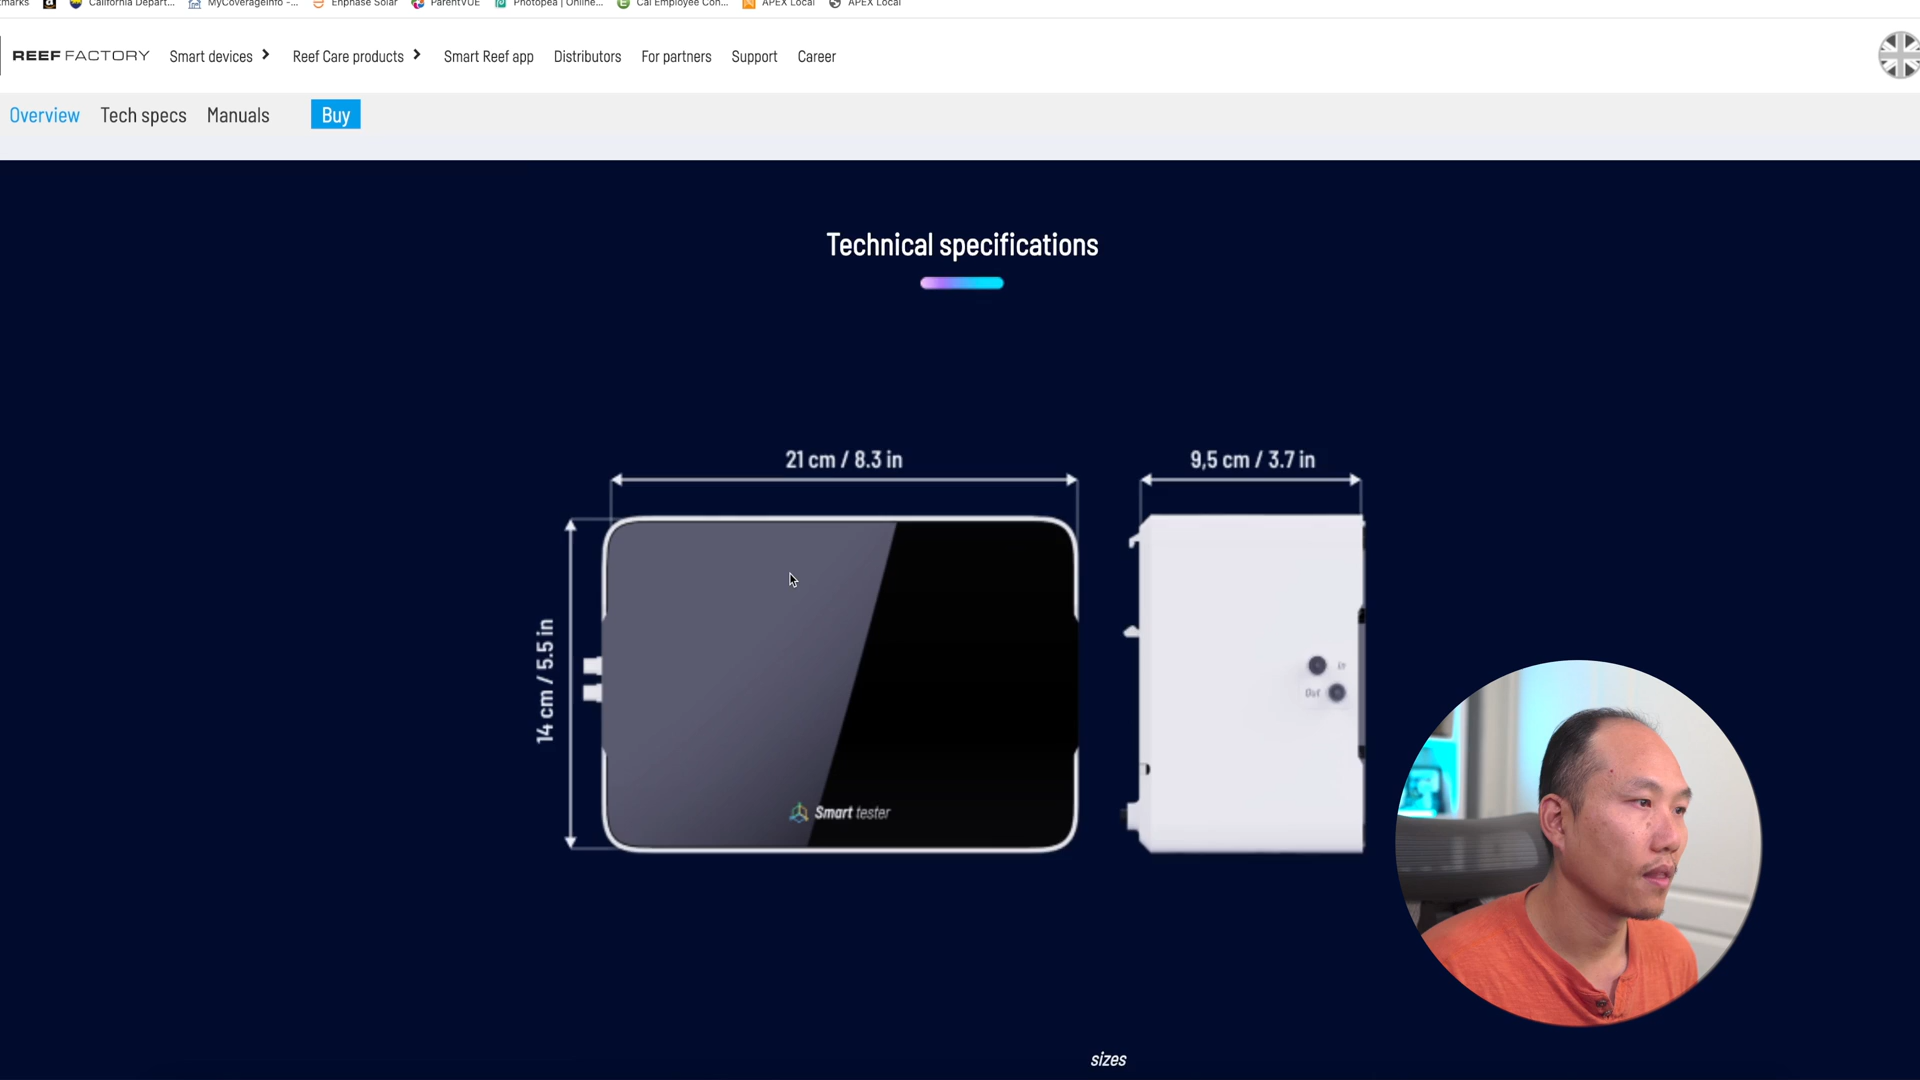 California Depart...
MyCoverageInfo -...
Enphase Solar
ParentVUE
Photopea | Online...
Cal Employee Con...
APEX Local
APEX Local
REEF FACTORY
Smart devices
Reef Care products
Smart Reef app
Distributors
For partners
Support
Career
Overview
Tech specs
Manuals
Buy
Technical specifications
21 cm / 8.3 in
9,5 cm / 3.7 in
14 cm / 5.5 in
In
Out
Smart tester
sizes